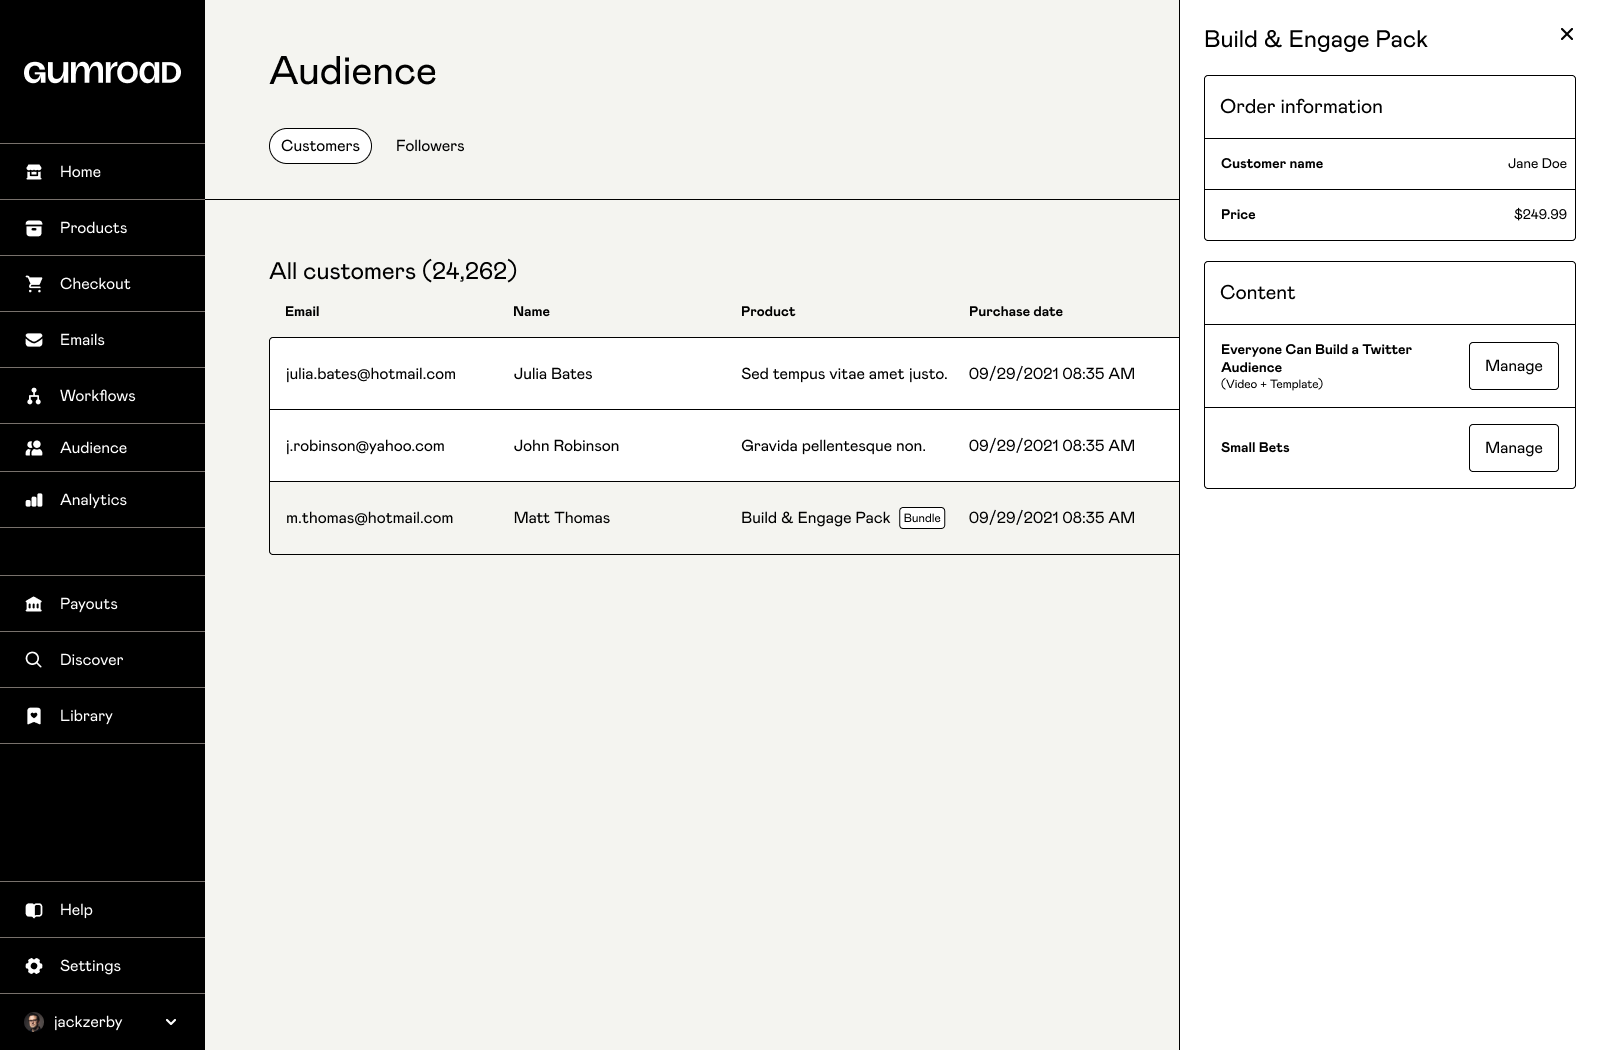 GUMROAD
Home
Products
Checkout
Emails
Workflows
Audience
Analytics
Payouts
Discover
Library
Help
Settings
jackzerby
Audience
Customers Followers
All customers (24,262)
Email Name Product Purchase date
julia.bates@hotmail.com Julia Bates Sed tempus vitae amet justo. 09/29/2021 08:35 AM
j.robinson@yahoo.com John Robinson Gravida pellentesque non. 09/29/2021 08:35 AM
m.thomas@hotmail.com Matt Thomas Build & Engage Pack Bundle 09/29/2021 08:35 AM
Build & Engage Pack
Order information
Customer name Jane Doe
Price $249.99
Content
Everyone Can Build a Twitter
Audience
(Video + Template)
Manage
Small Bets Manage